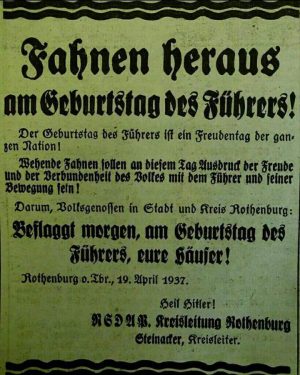 Fahnen heraus
am Geburtstag des Führers!
Der Geburtstag des Führers ist ein Freudentag der gan-
zen Nation!
Wehende Fahnen sollen an diesem Tag Ausdruck der Freude
und der Verbundenheit des Volkes mit dem Führer und seiner
Bewegung sein!
Darum, Volksgenossen in Stadt und Kreis Rothenburg:
Beflaggt morgen, am Geburtstag des
Führers, eure Häuser!
Rothenburg o.Tbr., 19. April 1937.
Heil Hitler!
NSDAP. Kreisleitung Rothenburg
Steinacker, Kreisleiter.